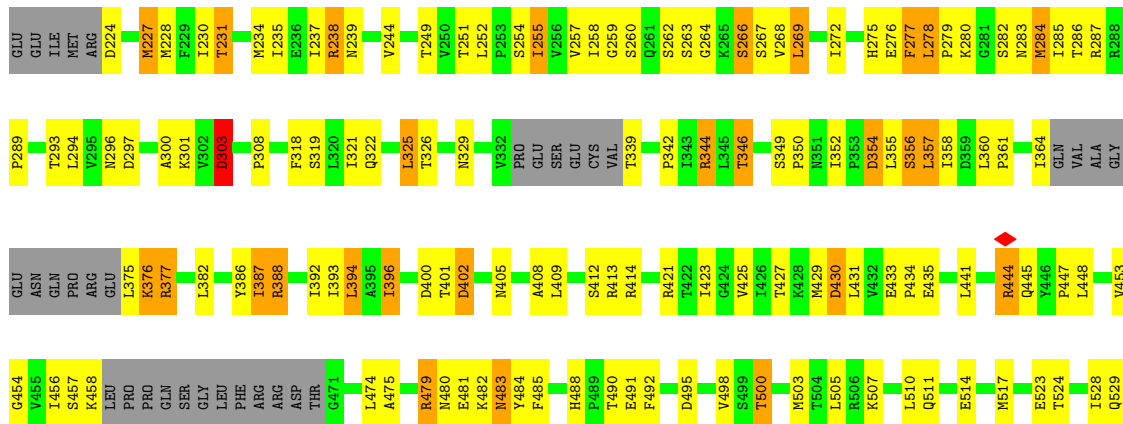 GLU GLU ILE MET ARG D224 M227 M228 F229 I230 T231 M234 I235 E236 I237 R238 N239 V244 T249 V250 T251 L252 P253 S254 I255 V256 V257 I258 G259 S260 Q261 S262 S263 G264 K265 S266 S267 V268 L269 I272 H275 E276 F277 L278 P279 K280 G281 S282 N283 M284 I285 T286 R287 R288
P289 T293 L294 V295 N296 D297 A300 K301 V302 D303 P308 F318 S319 L320 I321 Q322 L325 T326 N329 V332 PRO GLU SER GLU CYS VAL T339 P342 I343 R344 L345 T346 S349 P350 N351 I352 P353 D354 L355 S356 L357 I358 D359 L360 P361 I364 GLN VAL ALA GLY
GLU ASN GLN PRO ARG GLU L375 K376 R377 L382 Y386 I387 R388 I392 I393 L394 A395 I396 D400 T401 D402 N405 A408 L409 S412 R413 R414 R421 T422 I423 G424 V425 I426 T427 K428 M429 D430 L431 V432 E433 P434 E435 L441 R444 Q445 Y446 P447 L448 V453
G454 V455 I456 S457 K458 LEU PRO PRO GLN SER GLY LEU PHE ARG ARG ASP THR G471 L474 A475 R479 N480 E481 K482 N483 Y484 F485 H488 P489 T490 E491 F492 D495 V498 S499 T500 M503 T504 L505 R506 K507 L510 Q511 E514 M517 E523 T524 I528 Q529